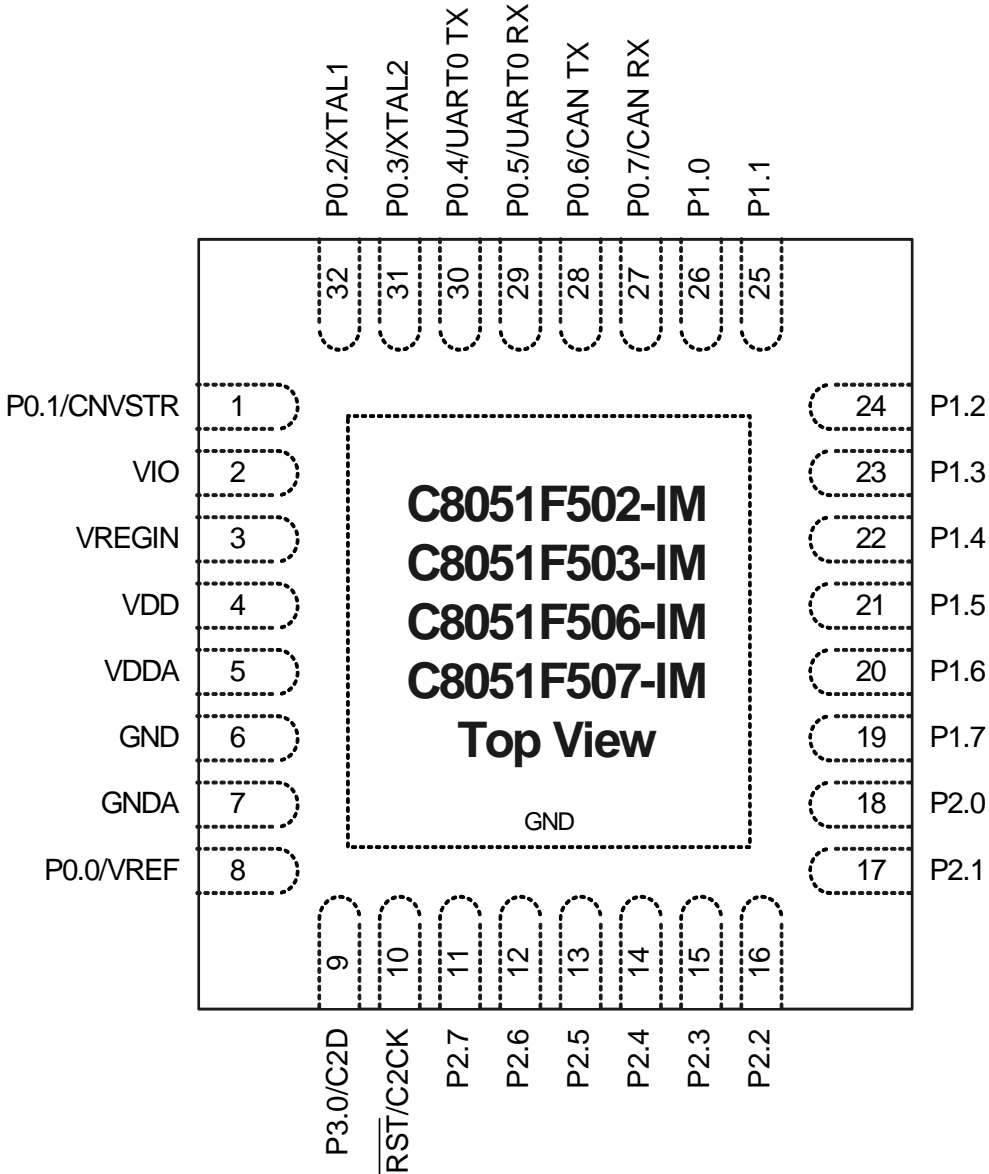 P0.2/XTAL1
P0.3/XTAL2
P0.4/UART0 TX
P0.5/UART0 RX
P0.6/CAN TX
P0.7/CAN RX
P1.0
P1.1
32
31
30
29
28
27
26
25
P0.1/CNVSTR 1
VIO 2
VREGIN 3
VDD 4
VDDA 5
GND 6
GNDA 7
P0.0/VREF 8
C8051F502-IM
C8051F503-IM
C8051F506-IM
C8051F507-IM
Top View
GND
24 P1.2
23 P1.3
22 P1.4
21 P1.5
20 P1.6
19 P1.7
18 P2.0
17 P2.1
9
10
11
12
13
14
15
16
P3.0/C2D
RST/C2CK
P2.7
P2.6
P2.5
P2.4
P2.3
P2.2